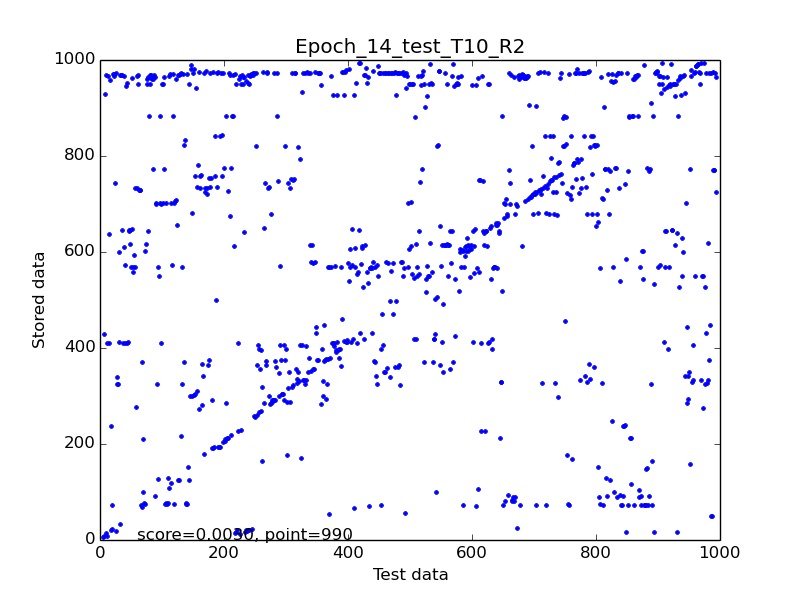 Epoch_14_test_T10_R2
1000
800
600
400
200
0
Stored data
score=0.0030, point=990
0 200 400 600 800 1000
Test data